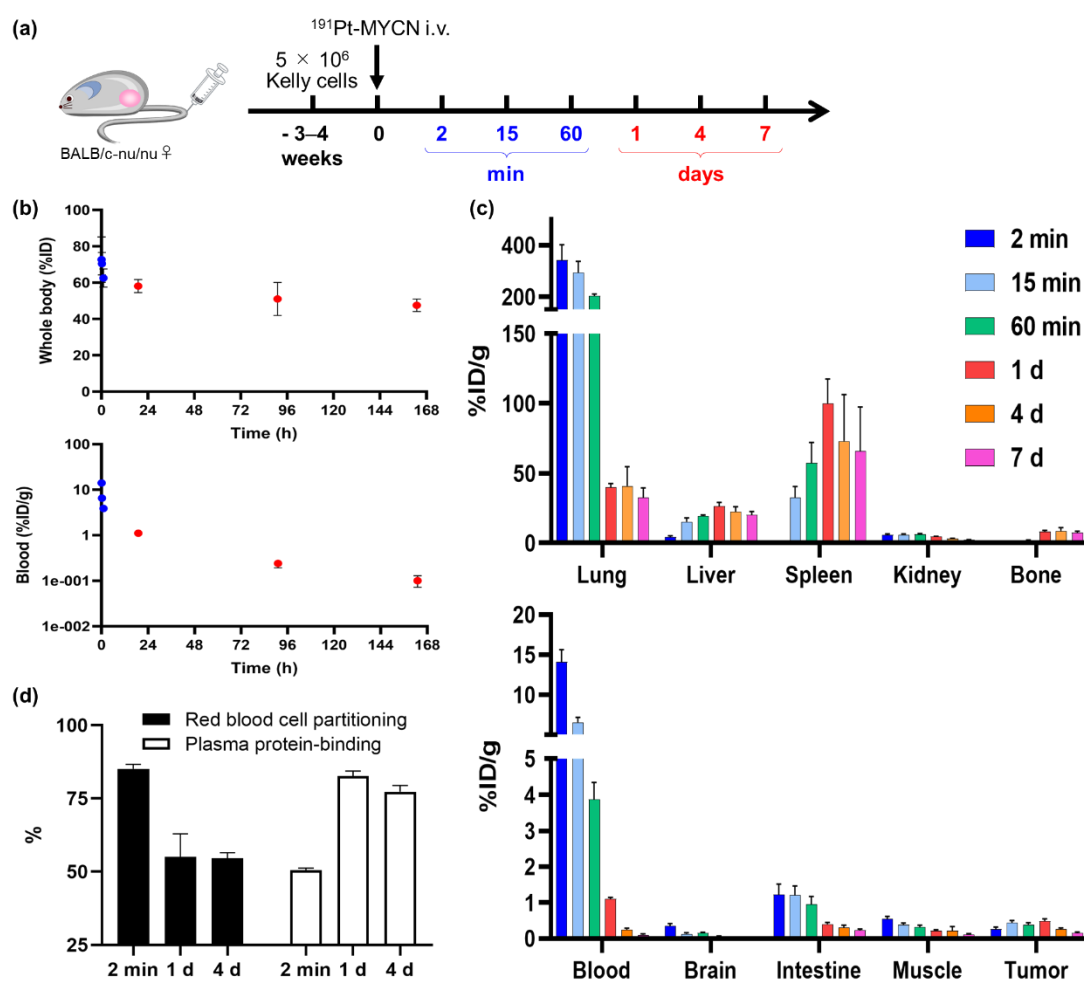 (a)
¹⁹¹Pt-MYCN i.v.
5 × 10⁶
Kelly cells
BALB/c-nu/nu ♀
- 3–4
weeks
0
2
15
60
min
1
4
7
days
(b)
Whole body (%ID)
100
80
60
40
20
0
0 24 48 72 96 120 144 168
Time (h)
Blood (%ID/g)
100
10
1
1e-001
1e-002
0 24 48 72 96 120 144 168
Time (h)
(c)
%ID/g
400
200
150
100
50
0
Lung Liver Spleen Kidney Bone
2 min
15 min
60 min
1 d
4 d
7 d
%ID/g
20
15
10
5
4
3
2
1
0
Blood Brain Intestine Muscle Tumor
(d)
Red blood cell partitioning
Plasma protein-binding
%
100
75
50
25
2 min 1 d 4 d 2 min 1 d 4 d